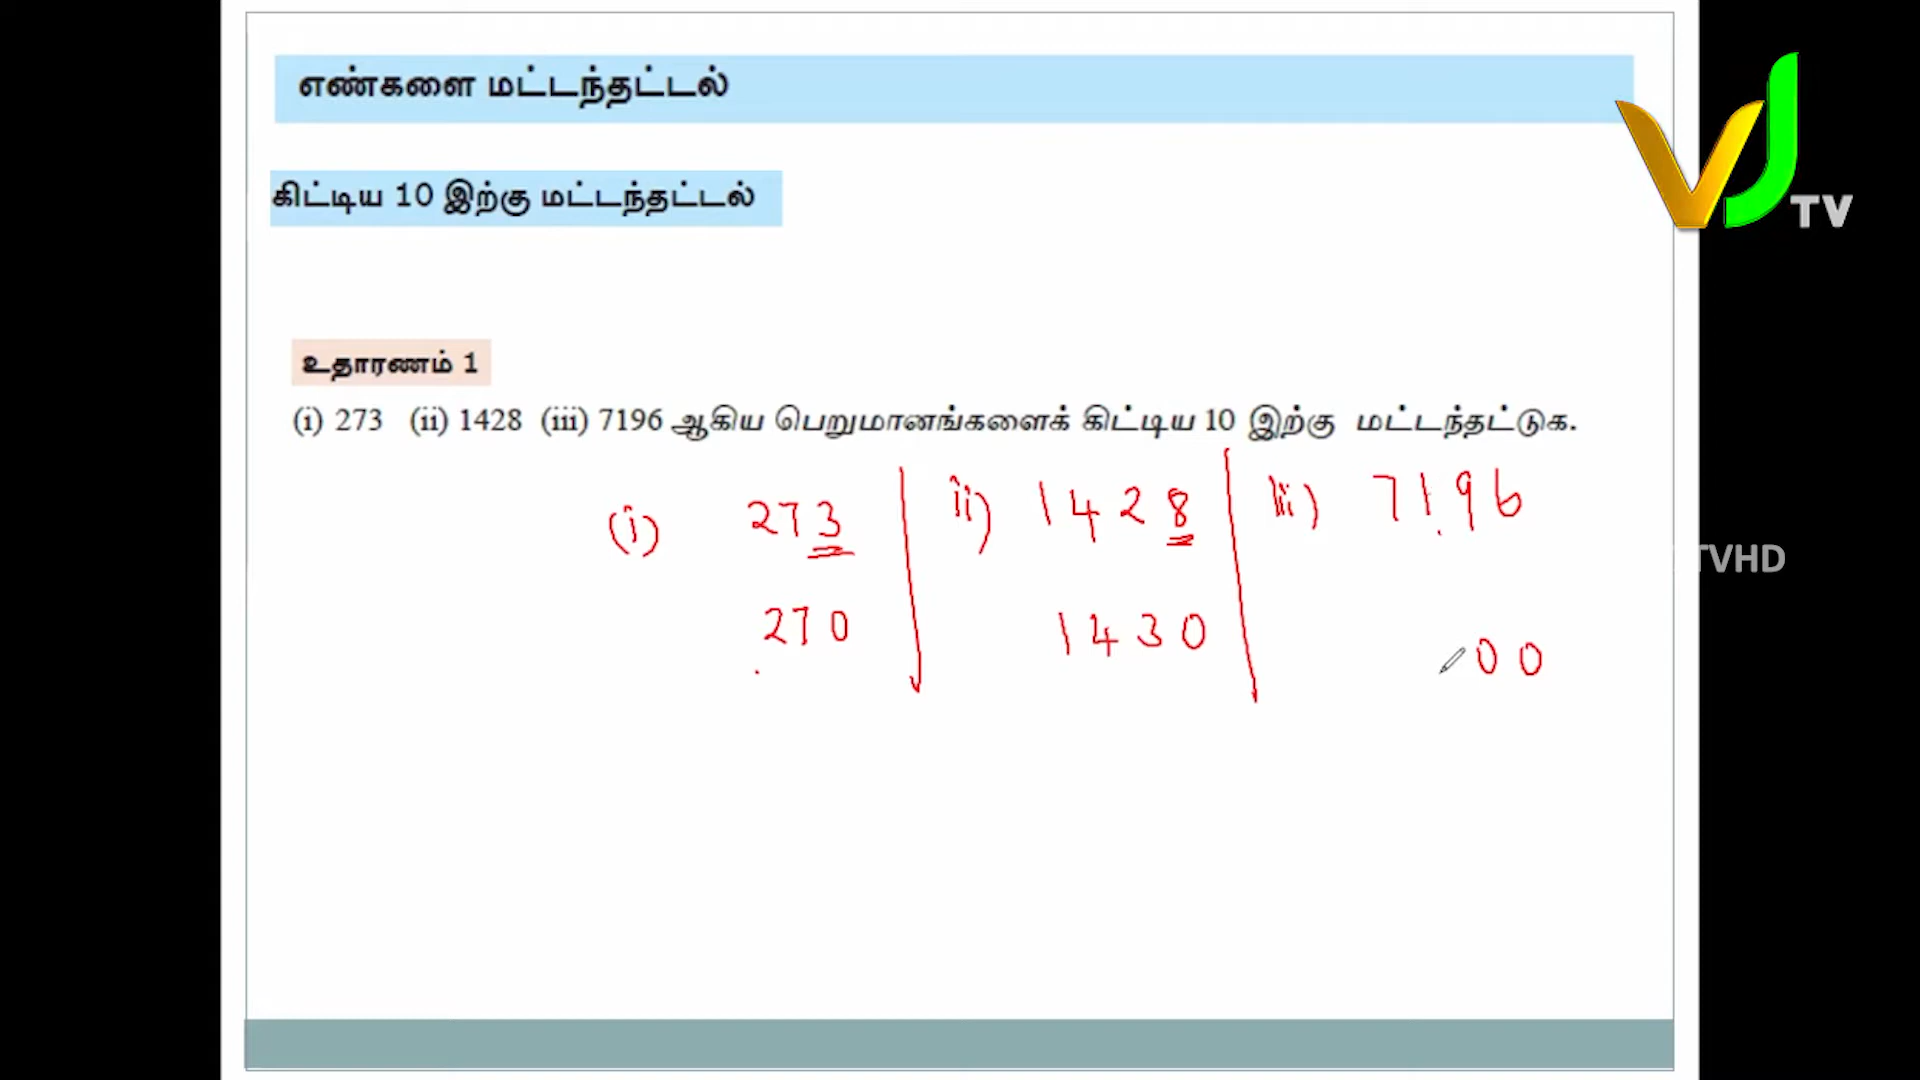 எண்களை மட்டந்தட்டல்
கிட்டிய 10 இற்கு மட்டந்தட்டல்
VJ TV
உதாரணம் 1
(i) 273 (ii) 1428 (iii) 7196 ஆகிய பெறுமானங்களைக் கிட்டிய 10 இற்கு மட்டந்தட்டுக.
(i) 273 ii) 1428 iii) 7196
TVHD
270 1430 00